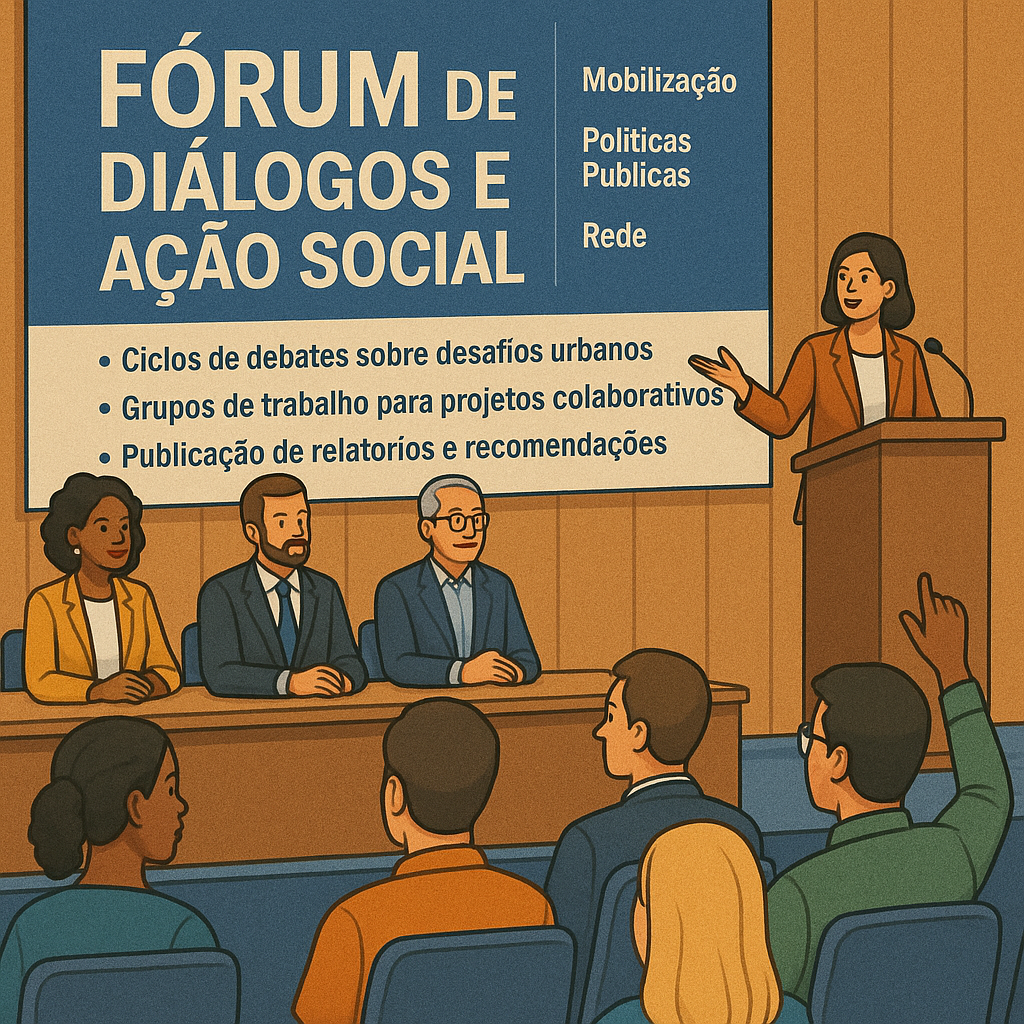 FÓRUM DE
DIÁLOGOS E
AÇÃO SOCIAL
Mobilização
Politicas
Publicas
Rede
• Ciclos de debates sobre desafios urbanos
• Grupos de trabalho para projetos colaborativos
• Publicação de relatorios e recomendações